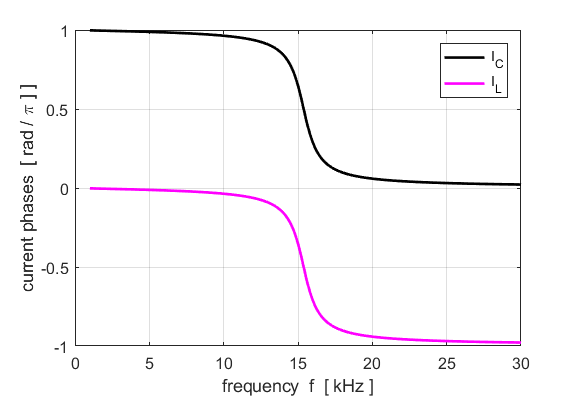 1
0.5
0
-0.5
-1
current phases [ rad / π ] ]
I_C
I_L
0 5 10 15 20 25 30
frequency f [ kHz ]